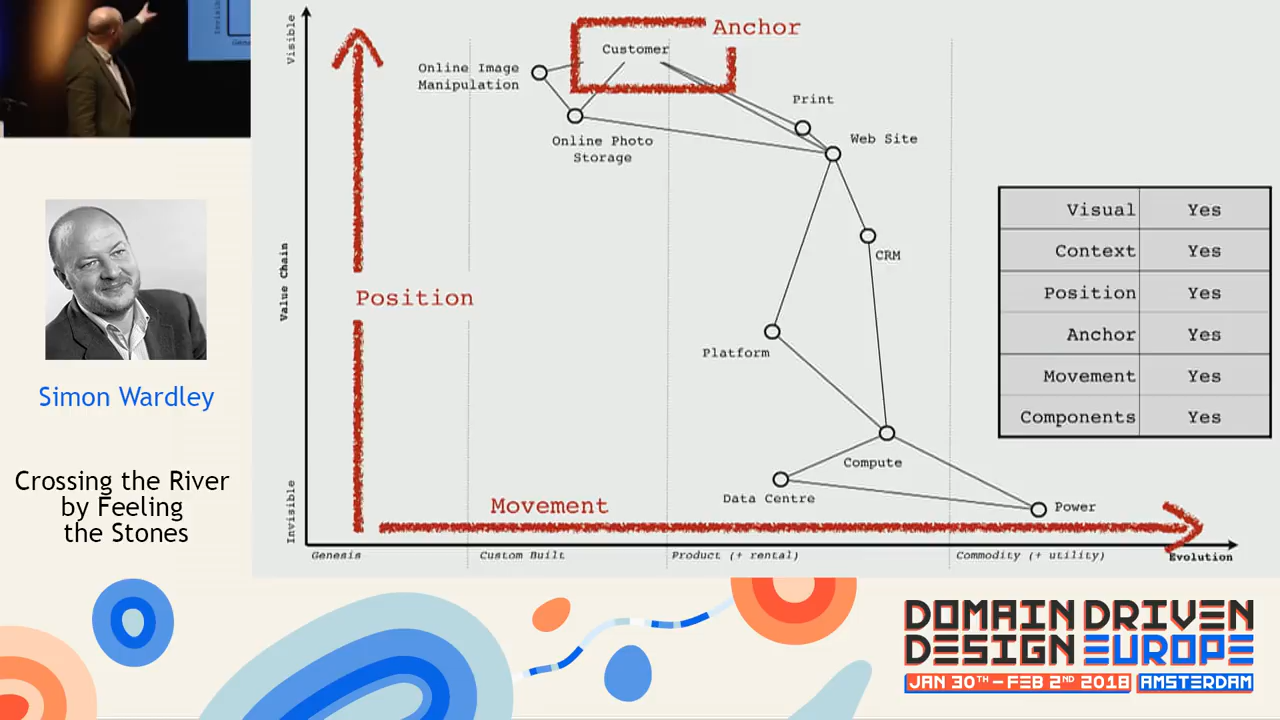 Invisible
Genesis
Simon Wardley
Crossing the River
by Feeling
the Stones
Visible
Value Chain
Invisible
Anchor
Customer
Online Image
Manipulation
Online Photo
Storage
Print
Web Site
CRM
Position
Platform
Compute
Data Centre
Power
Movement
Genesis
Custom Built
Product (+ rental)
Commodity (+ utility)
Evolution
Visual Yes
Context Yes
Position Yes
Anchor Yes
Movement Yes
Components Yes
DOMAIN DRIVEN
DESIGN EUROPE
JAN 30TH – FEB 2ND 2018 AMSTERDAM